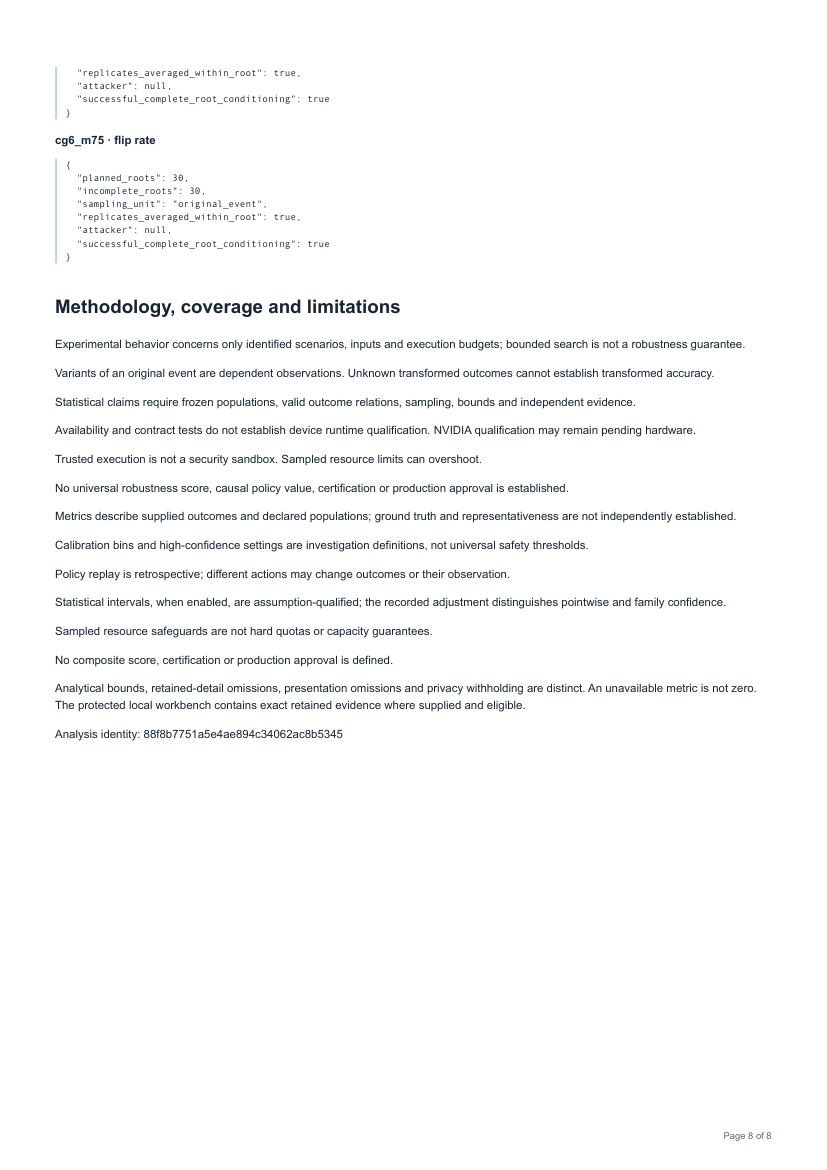 "replicates_averaged_within_root": true,
"attacker": null,
"successful_complete_root_conditioning": true
}
cg6_m75 · flip rate
{
"planned_roots": 30,
"incomplete_roots": 30,
"sampling_unit": "original_event",
"replicates_averaged_within_root": true,
"attacker": null,
"successful_complete_root_conditioning": true
}
Methodology, coverage and limitations
Experimental behavior concerns only identified scenarios, inputs and execution budgets; bounded search is not a robustness guarantee.
Variants of an original event are dependent observations. Unknown transformed outcomes cannot establish transformed accuracy.
Statistical claims require frozen populations, valid outcome relations, sampling, bounds and independent evidence.
Availability and contract tests do not establish device runtime qualification. NVIDIA qualification may remain pending hardware.
Trusted execution is not a security sandbox. Sampled resource limits can overshoot.
No universal robustness score, causal policy value, certification or production approval is established.
Metrics describe supplied outcomes and declared populations; ground truth and representativeness are not independently established.
Calibration bins and high-confidence settings are investigation definitions, not universal safety thresholds.
Policy replay is retrospective; different actions may change outcomes or their observation.
Statistical intervals, when enabled, are assumption-qualified; the recorded adjustment distinguishes pointwise and family confidence.
Sampled resource safeguards are not hard quotas or capacity guarantees.
No composite score, certification or production approval is defined.
Analytical bounds, retained-detail omissions, presentation omissions and privacy withholding are distinct. An unavailable metric is not zero.
The protected local workbench contains exact retained evidence where supplied and eligible.
Analysis identity: 88f8b7751a5e4ae894c34062ac8b5345
Page 8 of 8